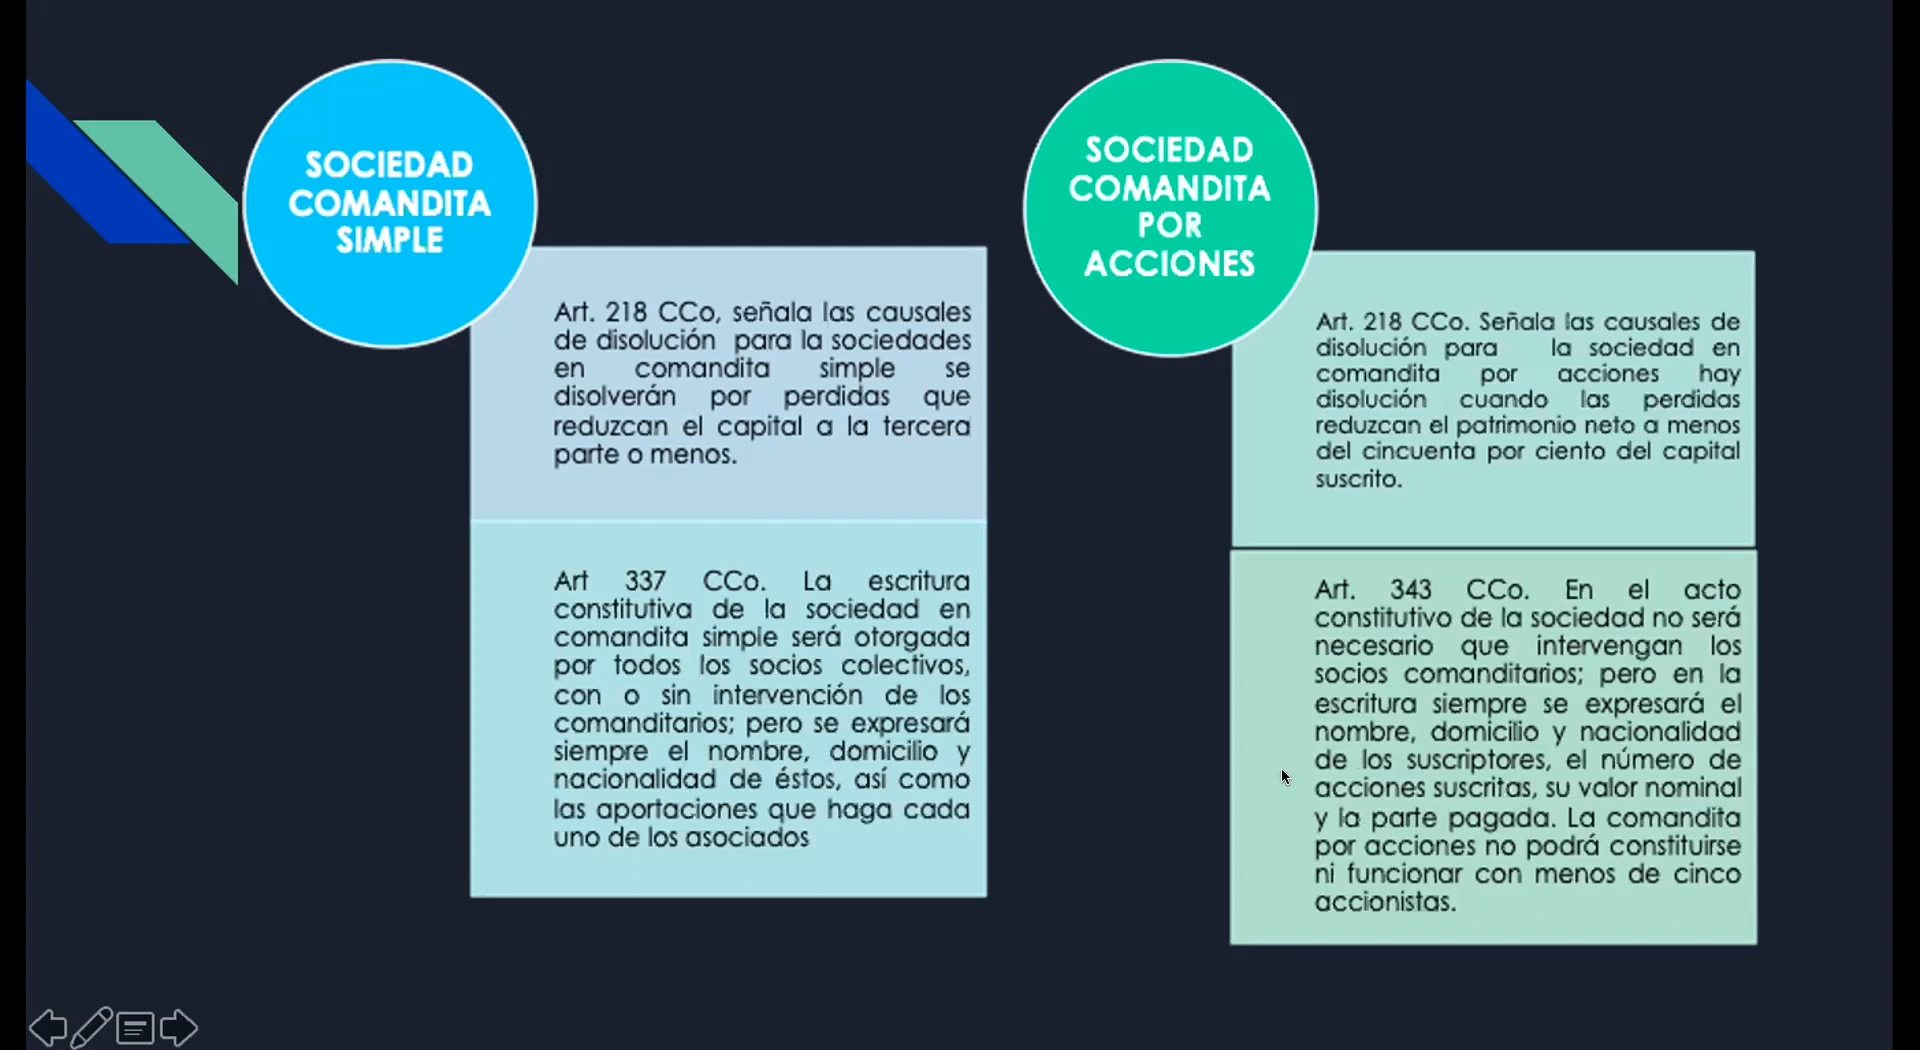 SOCIEDAD
COMANDITA
SIMPLE
Art. 218 CCo, señala las causales
de disolución para la sociedades
en comandita simple se
disolverán por perdidas que
reduzcan el capital a la tercera
parte o menos.
Art 337 CCo. La escritura
constitutiva de la sociedad en
comandita simple será otorgada
por todos los socios colectivos,
con o sin intervención de los
comanditarios; pero se expresará
siempre el nombre, domicilio y
nacionalidad de éstos, así como
las aportaciones que haga cada
uno de los asociados
SOCIEDAD
COMANDITA
POR
ACCIONES
Art. 218 CCo. Señala las causales de
disolución para la sociedad en
comandita por acciones hay
disolución cuando las perdidas
reduzcan el patrimonio neto a menos
del cincuenta por ciento del capital
suscrito.
Art. 343 CCo. En el acto
constitutivo de la sociedad no será
necesario que intervengan los
socios comanditarios; pero en la
escritura siempre se expresará el
nombre, domicilio y nacionalidad
de los suscriptores, el número de
acciones suscritas, su valor nominal
y la parte pagada. La comandita
por acciones no podrá constituirse
ni funcionar con menos de cinco
accionistas.